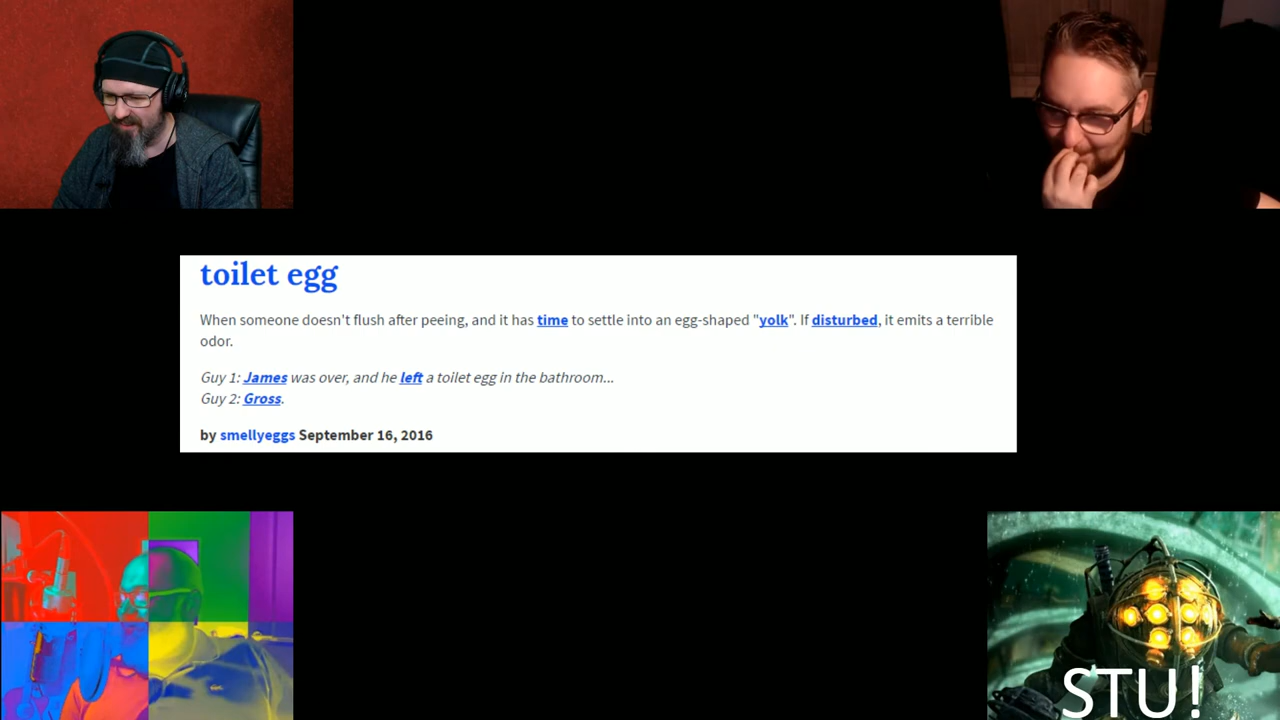 toilet egg
When someone doesn't flush after peeing, and it has time to settle into an egg-shaped "yolk". If disturbed, it emits a terrible
odor.
Guy 1: James was over, and he left a toilet egg in the bathroom...
Guy 2: Gross.
by smellyeggs September 16, 2016
STU!